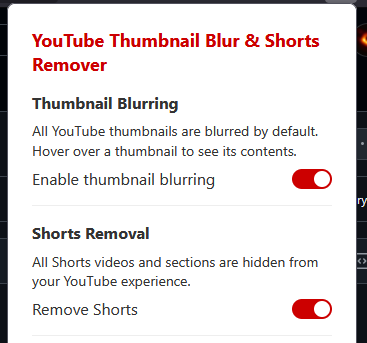 YouTube Thumbnail Blur & Shorts
Remover
Thumbnail Blurring
All YouTube thumbnails are blurred by default.
Hover over a thumbnail to see its contents.
Enable thumbnail blurring
Shorts Removal
All Shorts videos and sections are hidden from
your YouTube experience.
Remove Shorts
ry